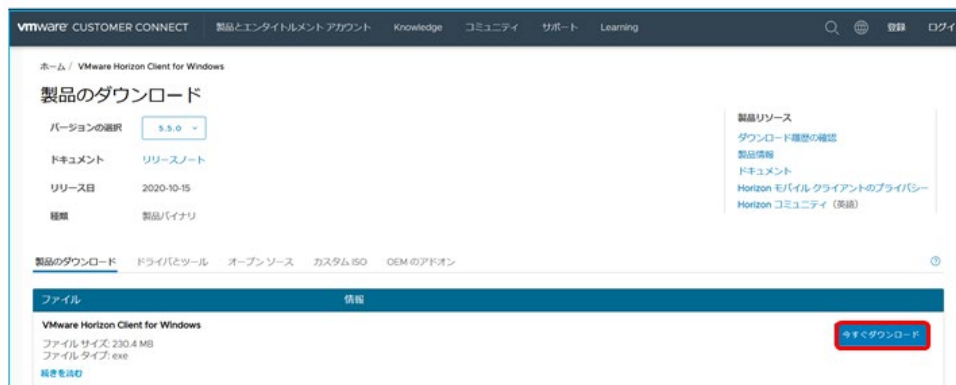 vmware CUSTOMER CONNECT 製品とエンタイトルメント アカウント Knowledge コミュニティ サポート Learning 登録 ログイ
ホーム / VMware Horizon Client for Windows
製品のダウンロード
バージョンの選択 5.5.0
ドキュメント リリースノート
リリース日 2020-10-15
種類 製品バイナリ
製品リソース
ダウンロード履歴の確認
製品情報
ドキュメント
Horizon モバイル クライアントのプライバシー
Horizon コミュニティ（英語）
製品のダウンロード ドライバとツール オープン ソース カスタム ISO OEM のアドオン
ファイル 情報
VMware Horizon Client for Windows
ファイル サイズ: 230.4 MB
ファイル タイプ: exe
続きを読む
今すぐダウンロード